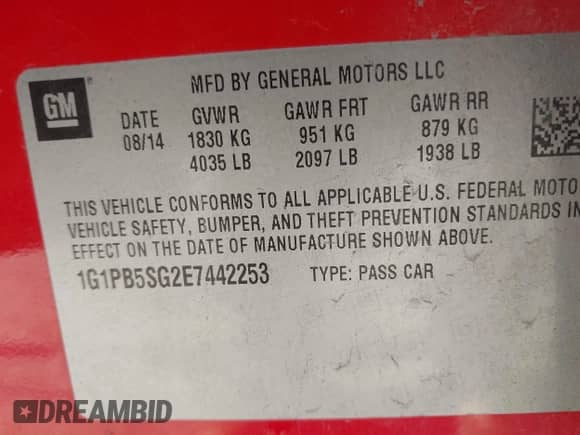 GM ®
MFD BY GENERAL MOTORS LLC
DATE GVWR GAWR FRT GAWR RR
08/14 1830 KG 951 KG 879 KG
4035 LB 2097 LB 1938 LB
THIS VEHICLE CONFORMS TO ALL APPLICABLE U.S. FEDERAL MOTO
VEHICLE SAFETY, BUMPER, AND THEFT PREVENTION STANDARDS IN
EFFECT ON THE DATE OF MANUFACTURE SHOWN ABOVE.
1G1PB5SG2E7442253 TYPE: PASS CAR
DREAMBID